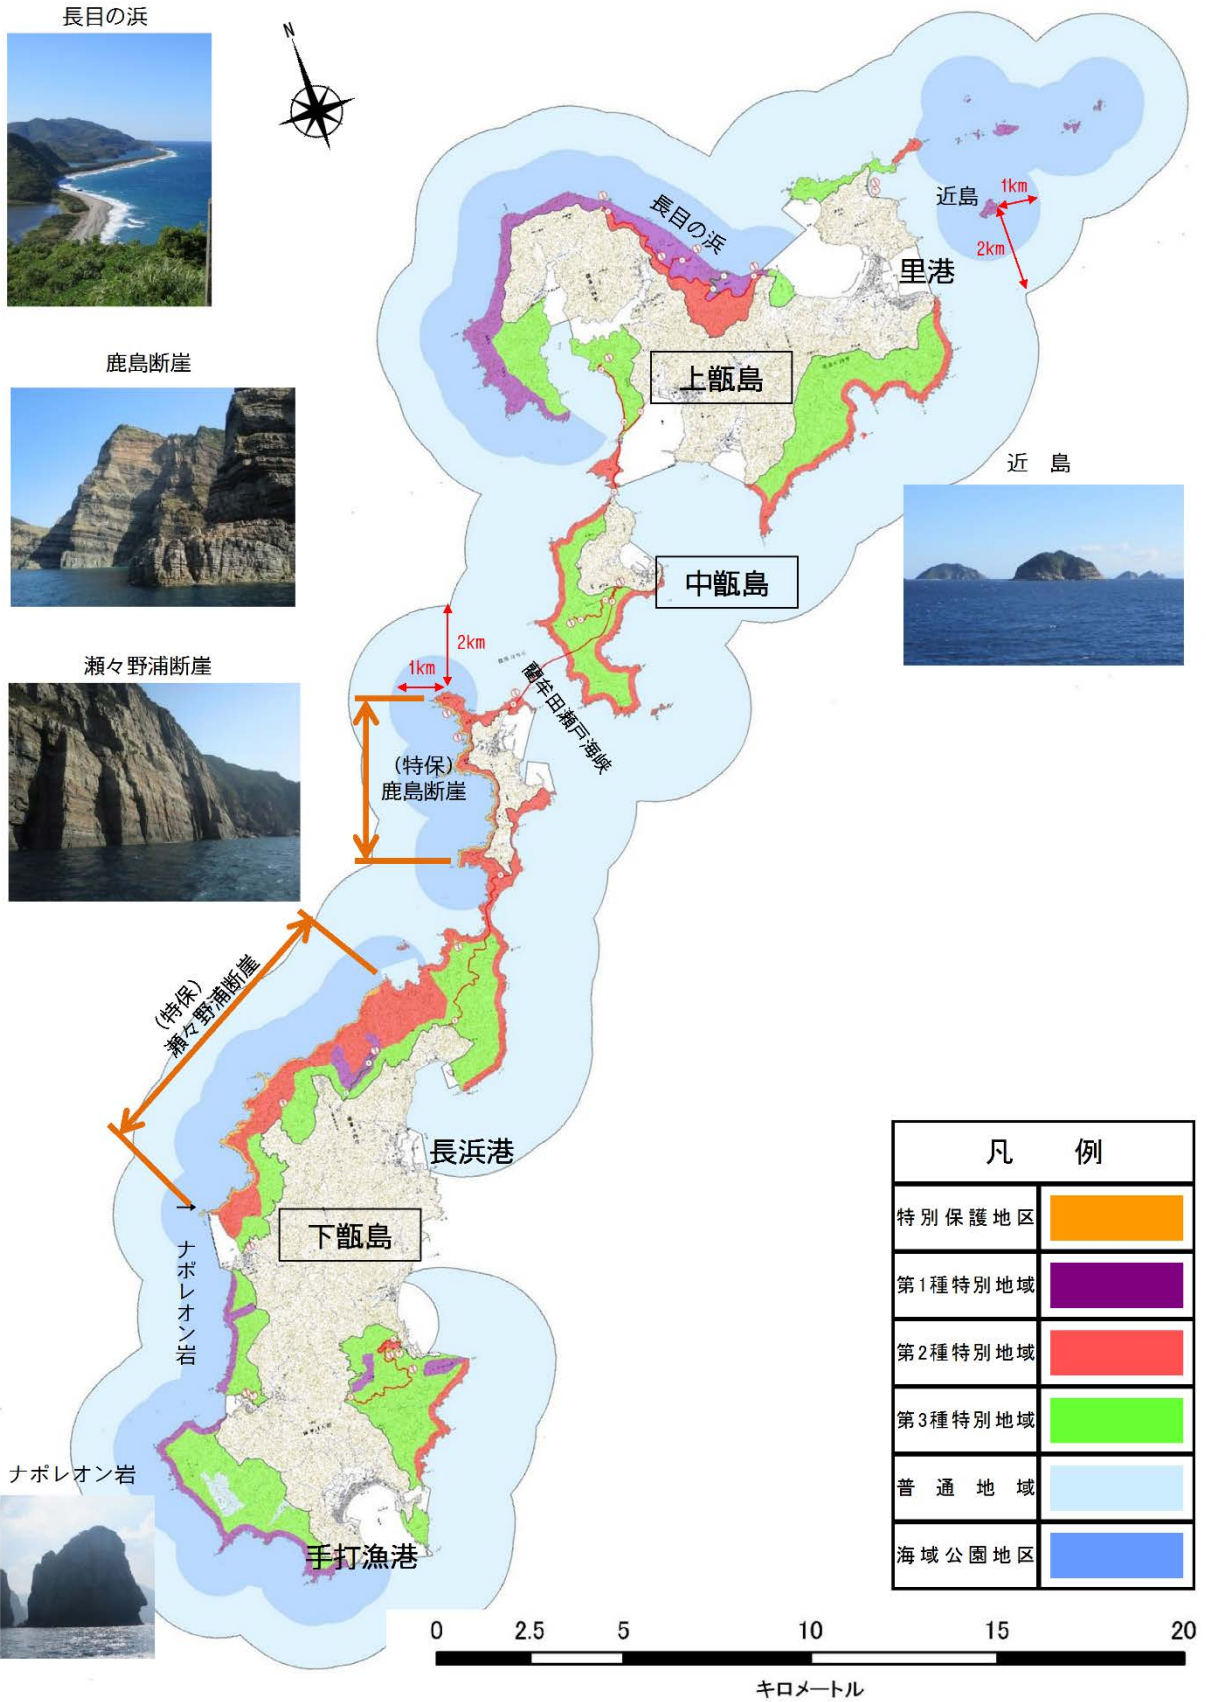 長目の浜
N
長目の浜
近島
1km
2km
里港
鹿島断崖
上甑島
近 島
中甑島
瀬々野浦断崖
2km
1km
藺牟田瀬戸海峡
(特保)
鹿島断崖
(特保)
瀬々野浦断崖
長浜港
下甑島
ナポレオン岩
ナポレオン岩
手打漁港
凡 例
特別保護地区
第1種特別地域
第2種特別地域
第3種特別地域
普通地域
海域公園地区
0 2.5 5 10 15 20
キロメートル